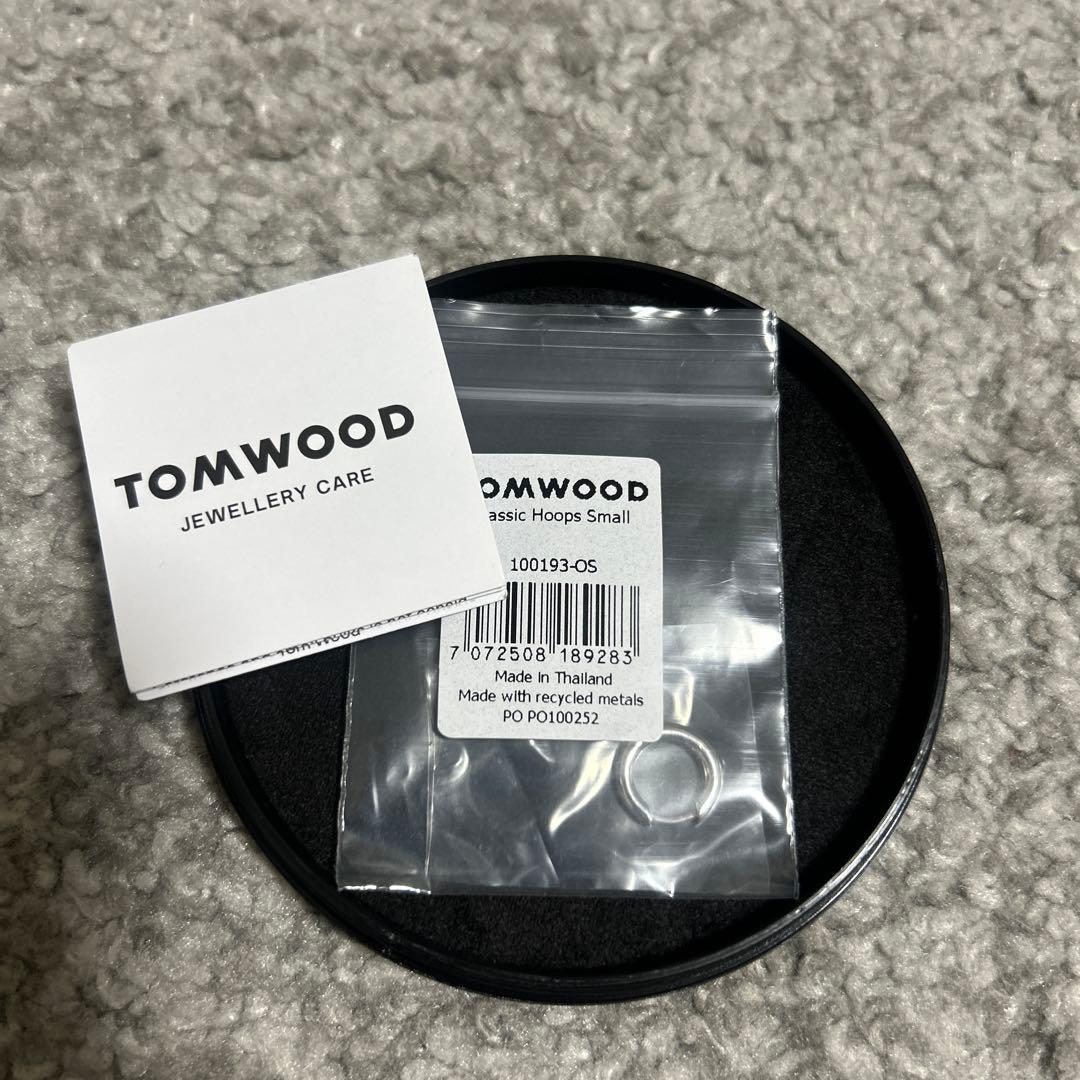 TOMWOOD
JEWELLERY CARE
OMWOOD
assic Hoops Small
100193-OS
7 072508 189283
Made in Thailand
Made with recycled metals
PO PO100252